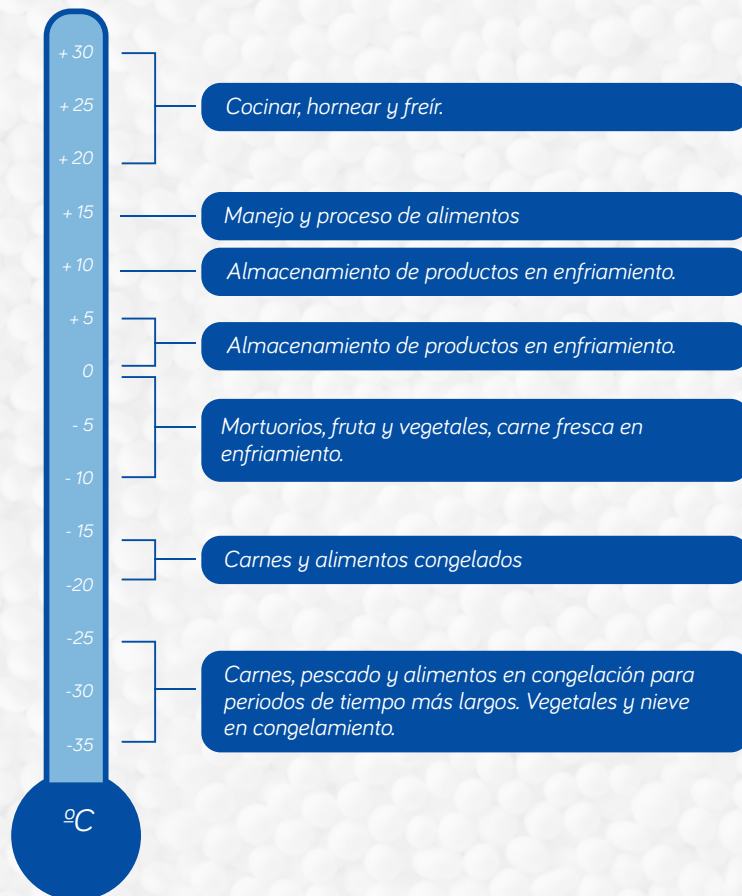 + 30
+ 25
Cocinar, hornear y freír.
+ 20
+ 15
Manejo y proceso de alimentos
+ 10
Almacenamiento de productos en enfriamiento.
+ 5
Almacenamiento de productos en enfriamiento.
0
- 5
Mortuorios, fruta y vegetales, carne fresca en
enfriamiento.
- 10
- 15
Carnes y alimentos congelados
-20
-25
Carnes, pescado y alimentos en congelación para
periodos de tiempo más largos. Vegetales y nieve
en congelamiento.
-30
-35
ºC